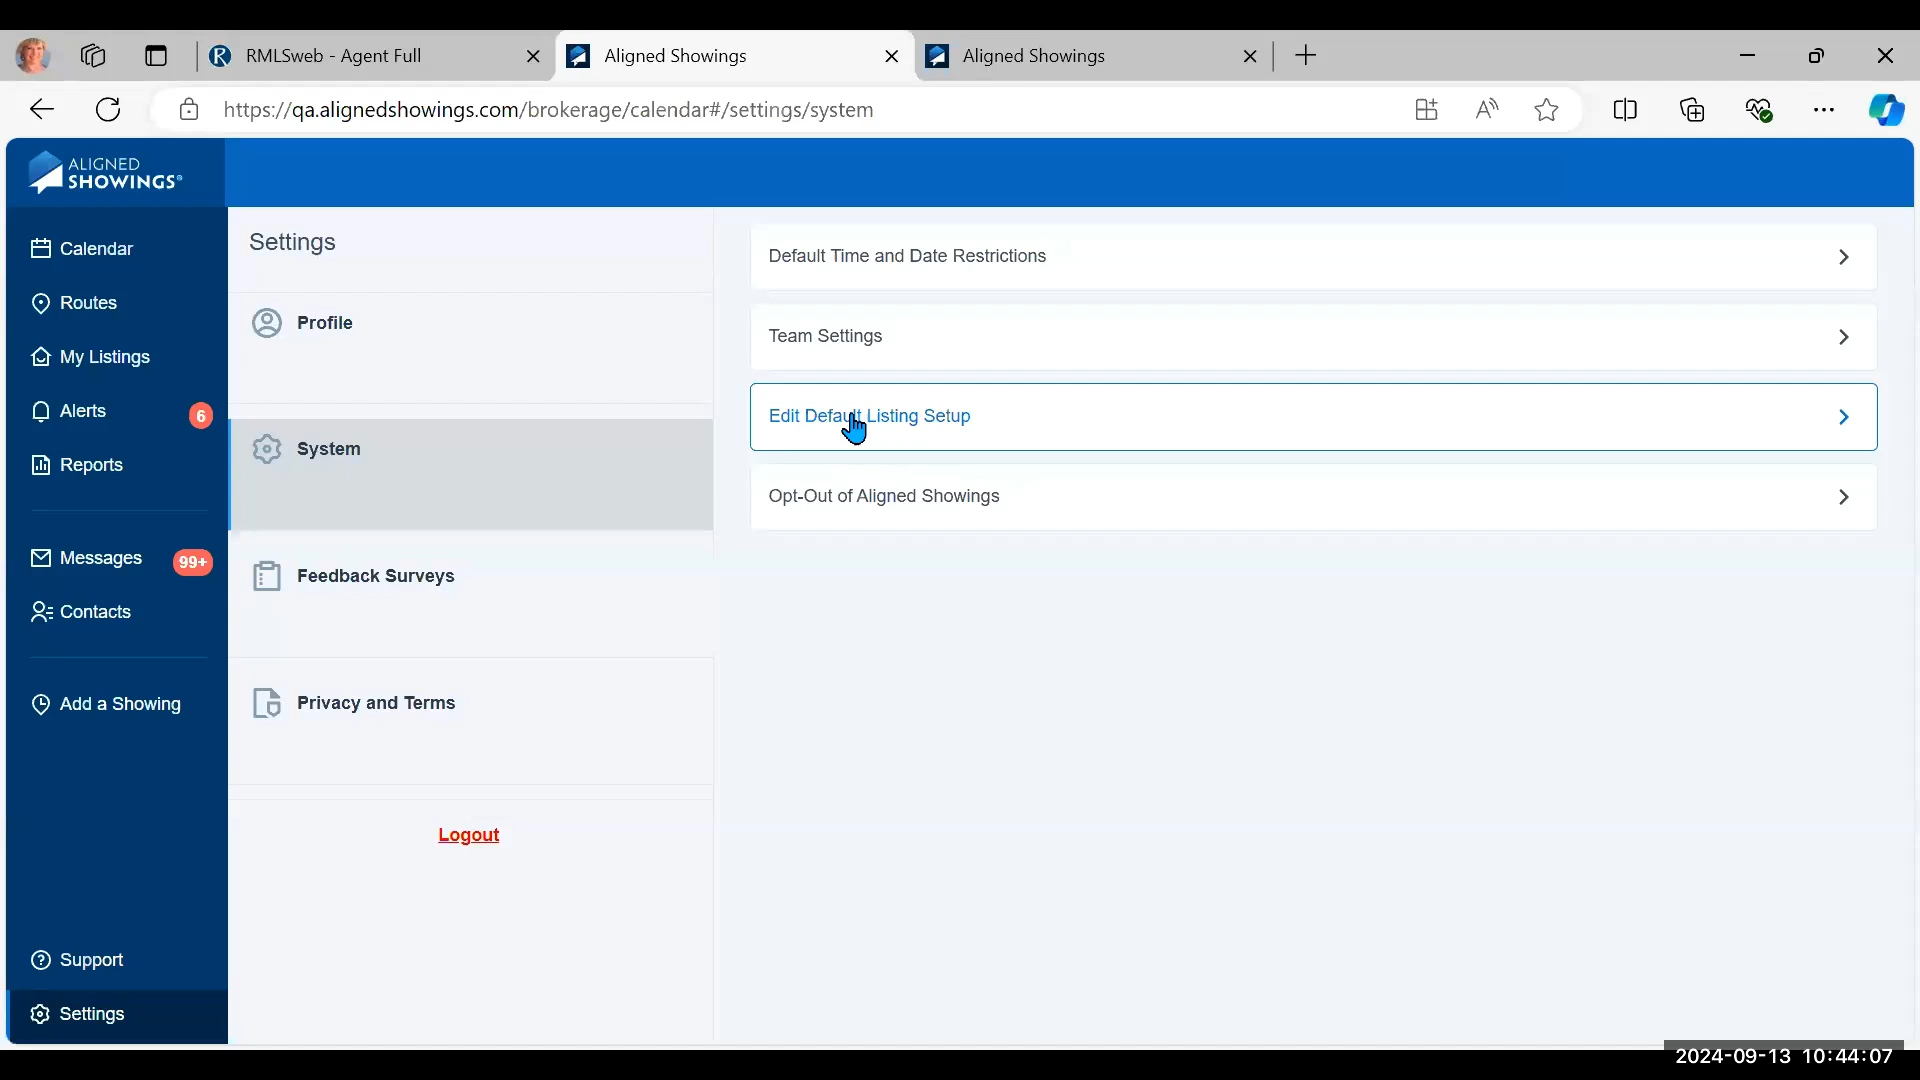 RMLSweb - Agent Full
Aligned Showings
Aligned Showings
https://qa.alignedshowings.com/brokerage/calendar#/settings/system
ALIGNED
SHOWINGS®
Calendar
Routes
My Listings
Alerts
6
Reports
Messages
99+
Contacts
Add a Showing
Support
Settings
Settings
Profile
System
Feedback Surveys
Privacy and Terms
Logout
Default Time and Date Restrictions
Team Settings
Edit Default Listing Setup
Opt-Out of Aligned Showings
2024-09-13 10:44:07